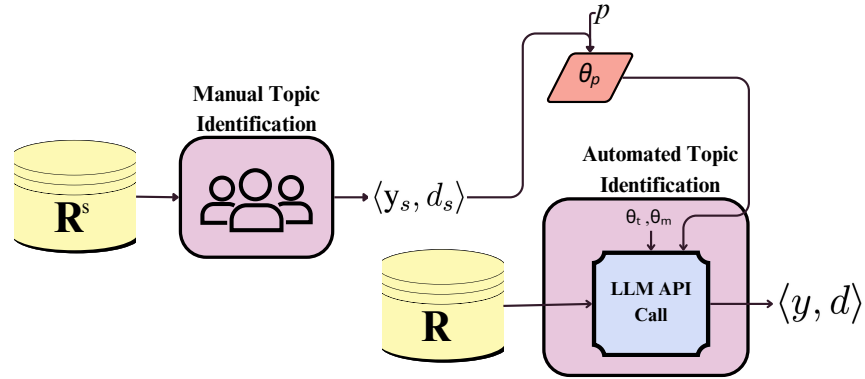 p
θₚ
Manual Topic
Identification
Rˢ
⟨yₛ, dₛ⟩
Automated Topic
Identification
θₜ ,θₘ
R
LLM API
Call
⟨y, d⟩